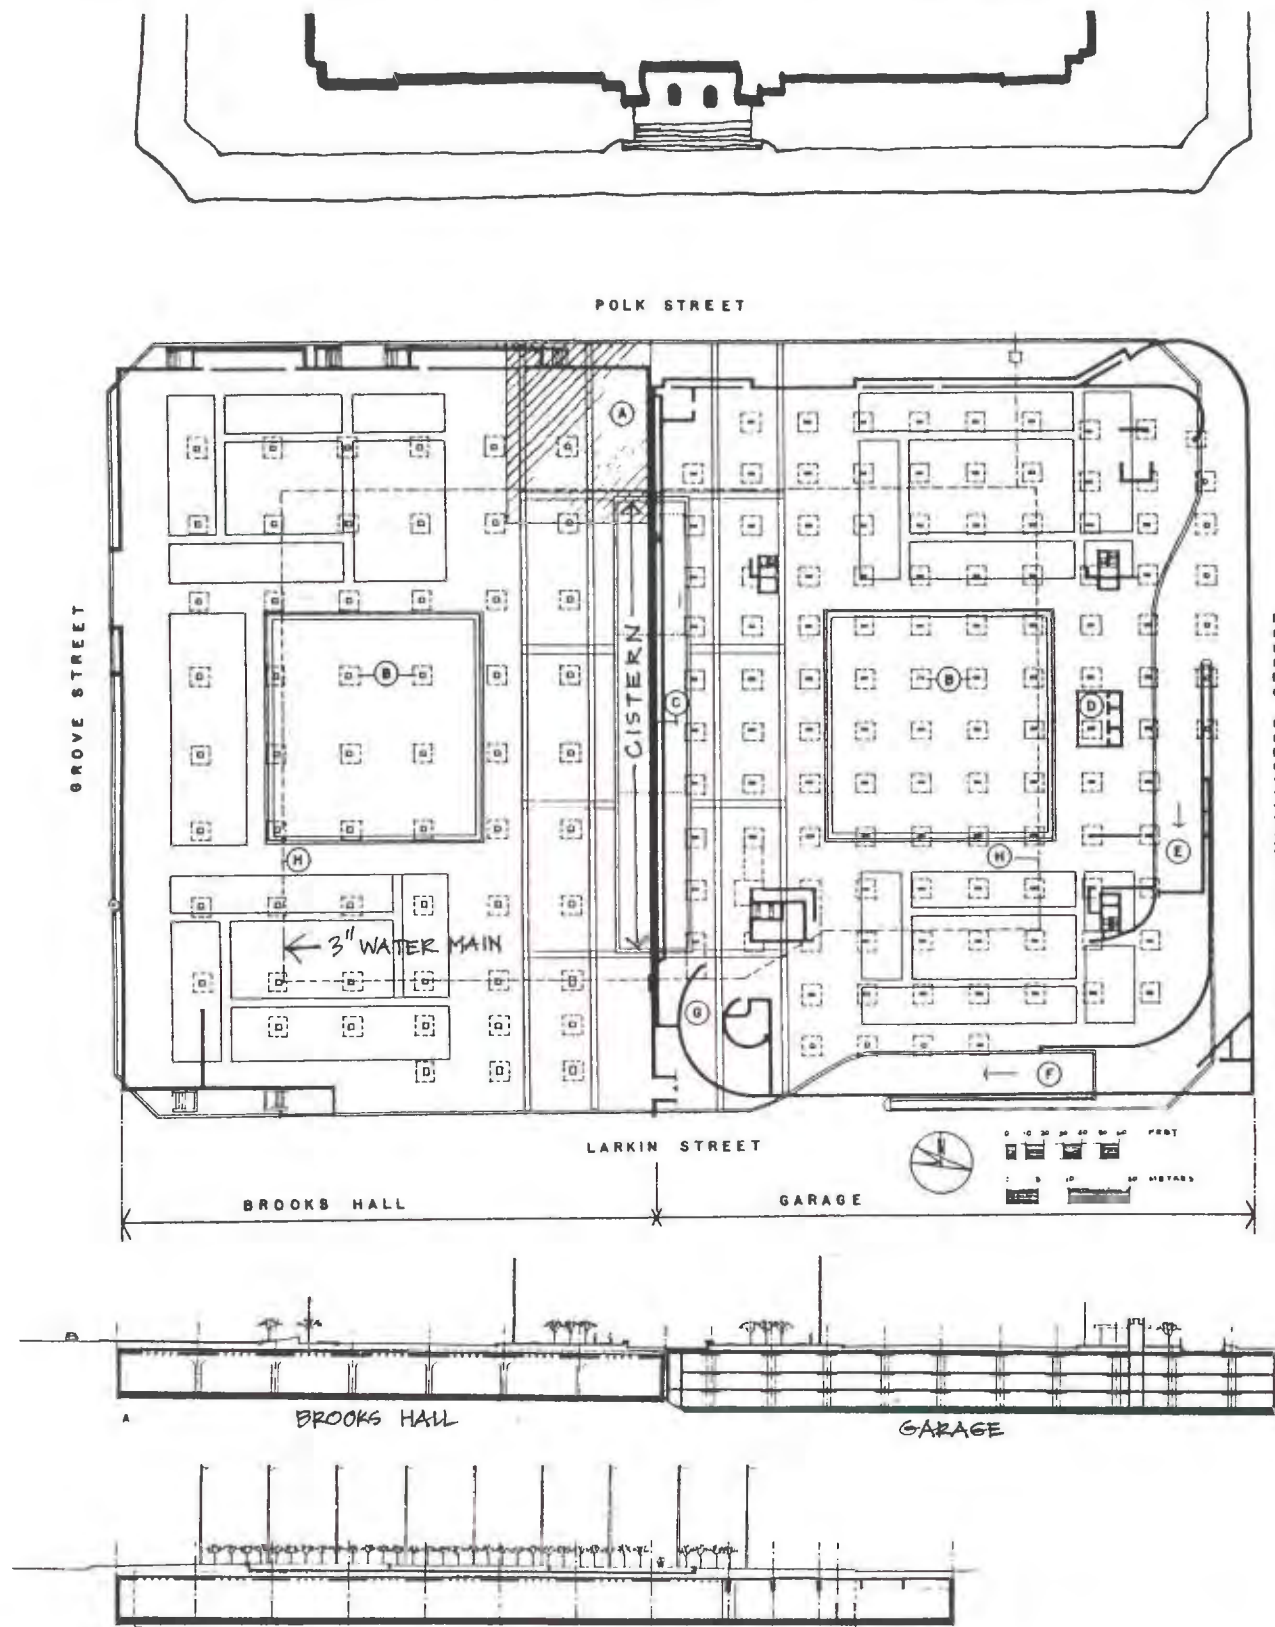 POLK STREET
A
GROVE STREET
CISTERN
B
C
B
D
H
H
E
← 3" WATER MAIN
G
F
LARKIN STREET
FEET
METERS
BROOKS HALL
GARAGE
A
BROOKS HALL
GARAGE